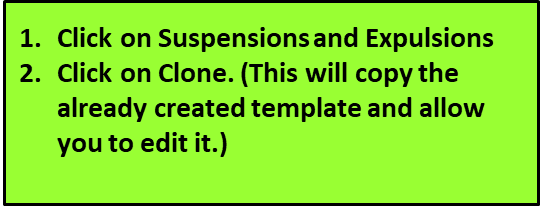 1. Click on Suspensions and Expulsions
2. Click on Clone. (This will copy the
already created template and allow
you to edit it.)